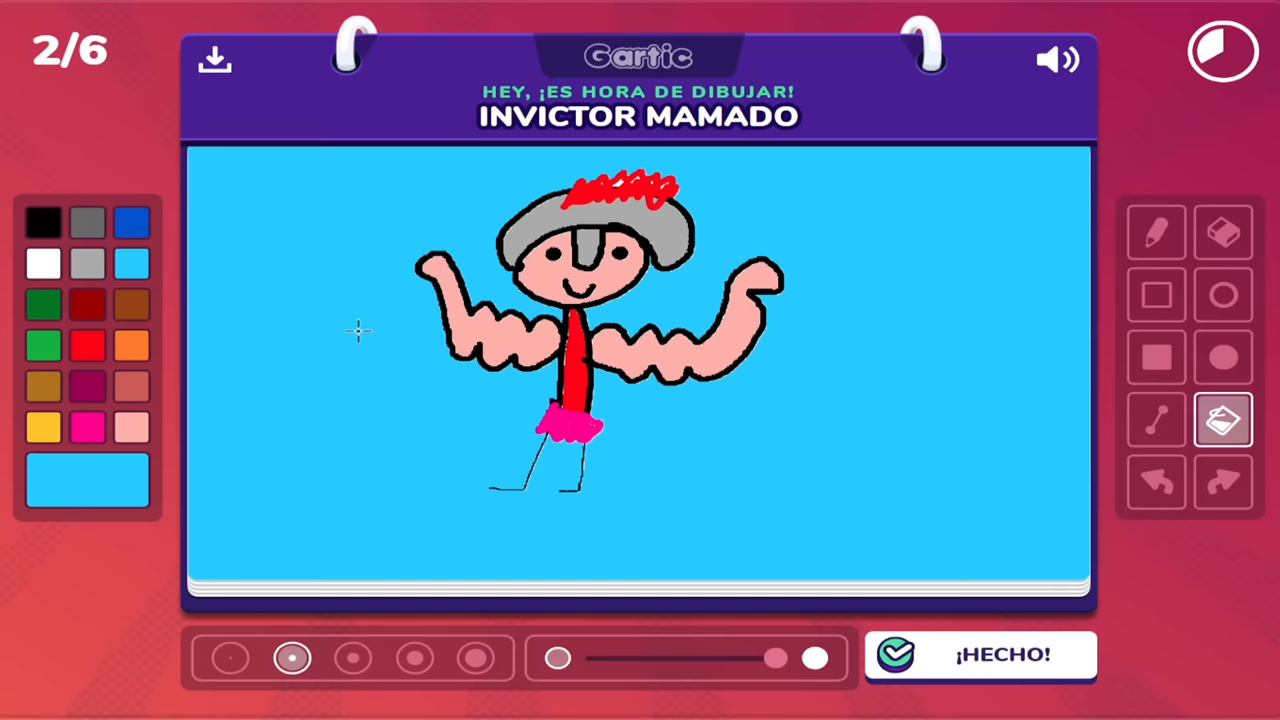 2/6
Gartic
HEY, ¡ES HORA DE DIBUJAR!
INVICTOR MAMADO
¡HECHO!